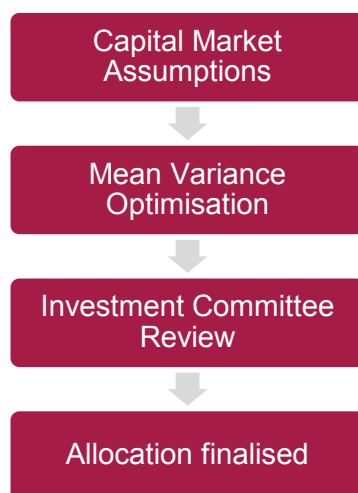 Capital Market
Assumptions
Mean Variance
Optimisation
Investment Committee
Review
Allocation finalised